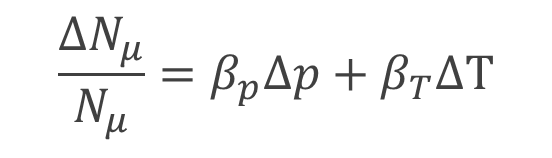 ΔN_μ / N_μ = β_p Δp + β_T ΔT